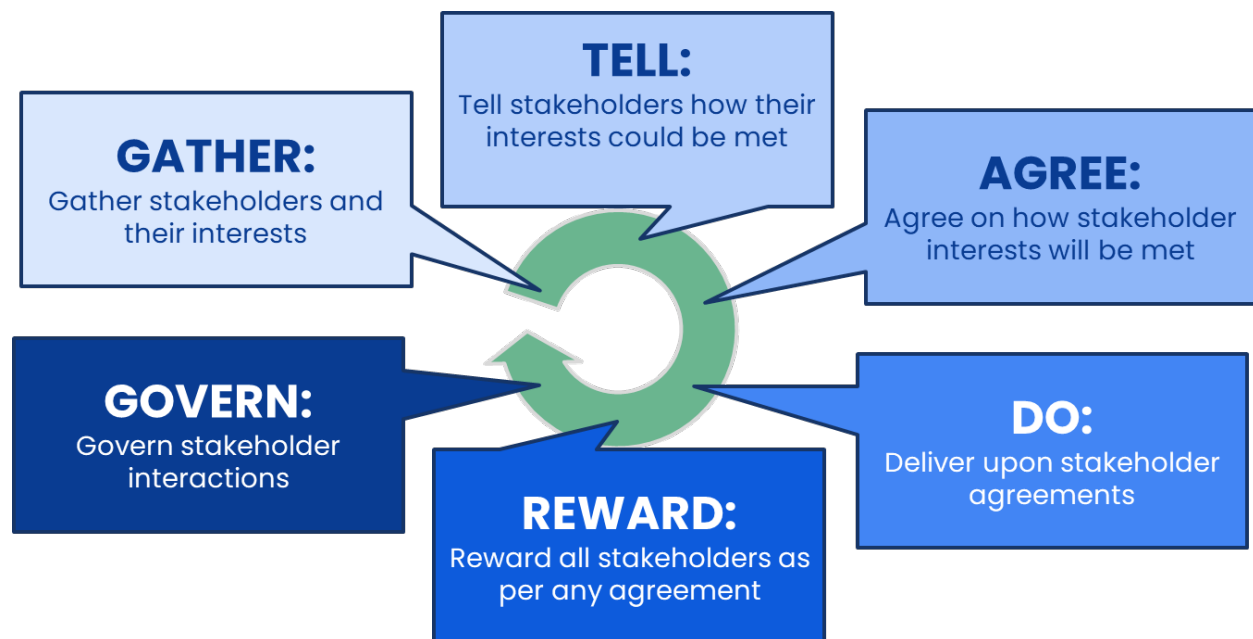 GATHER:
Gather stakeholders and
their interests
TELL:
Tell stakeholders how their
interests could be met
AGREE:
Agree on how stakeholder
interests will be met
DO:
Deliver upon stakeholder
agreements
REWARD:
Reward all stakeholders as
per any agreement
GOVERN:
Govern stakeholder
interactions